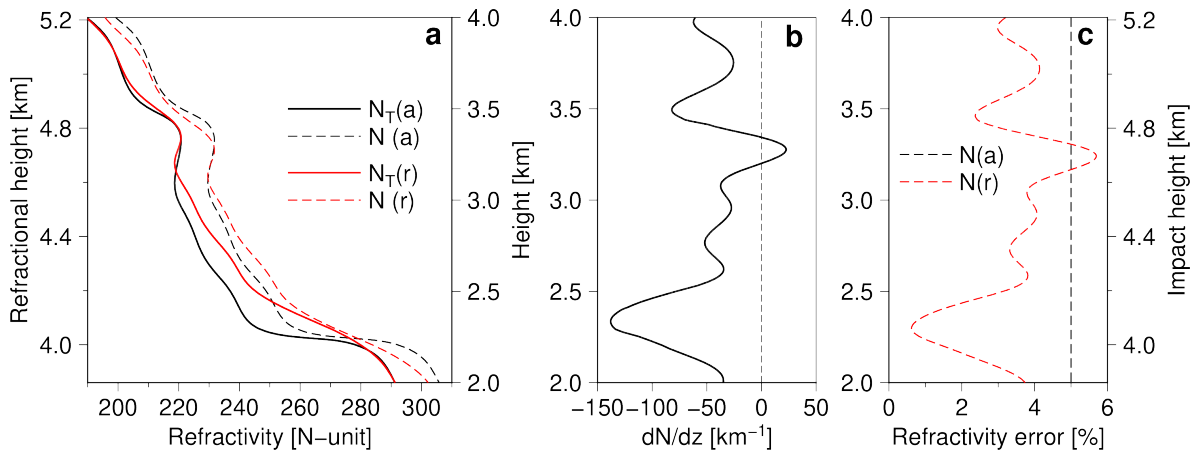 a
Refractional height [km]
5.2
4.8
4.4
4.0
N_T(a)
N (a)
N_T(r)
N (r)
4.0
3.5
3.0
2.5
2.0
Height [km]
200 220 240 260 280 300
Refractivity [N−unit]
b
4.0
3.5
3.0
2.5
2.0
−150 −100 −50 0 50
dN/dz [km⁻¹]
c
4.0
3.5
3.0
2.5
2.0
N(a)
N(r)
5.2
4.8
4.4
4.0
Impact height [km]
0 2 4 6
Refractivity error [%]